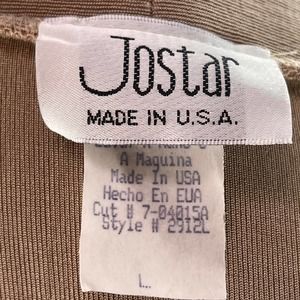 Jostar
MADE IN U.S.A.
A Maquina
Made In USA
Hecho En EUA
Cut # 7-04015A
Style # 2912L
L..